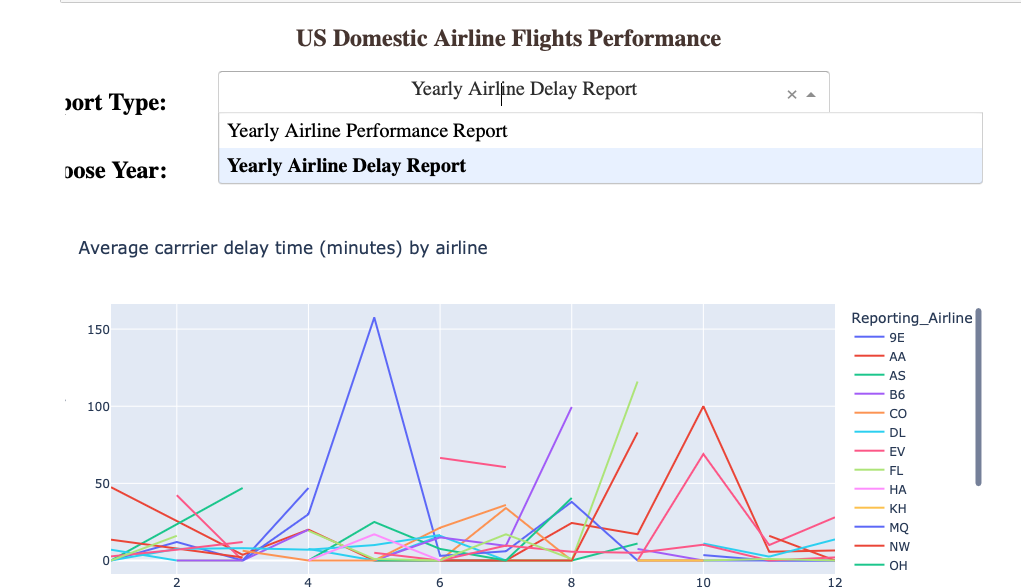 US Domestic Airline Flights Performance
port Type:
Yearly Airline Delay Report
×
Yearly Airline Performance Report
Yearly Airline Delay Report
oose Year:
Average carrrier delay time (minutes) by airline
Reporting_Airline
9E
AA
AS
B6
CO
DL
EV
FL
HA
KH
MQ
NW
OH
150
100
50
0
2 4 6 8 10 12